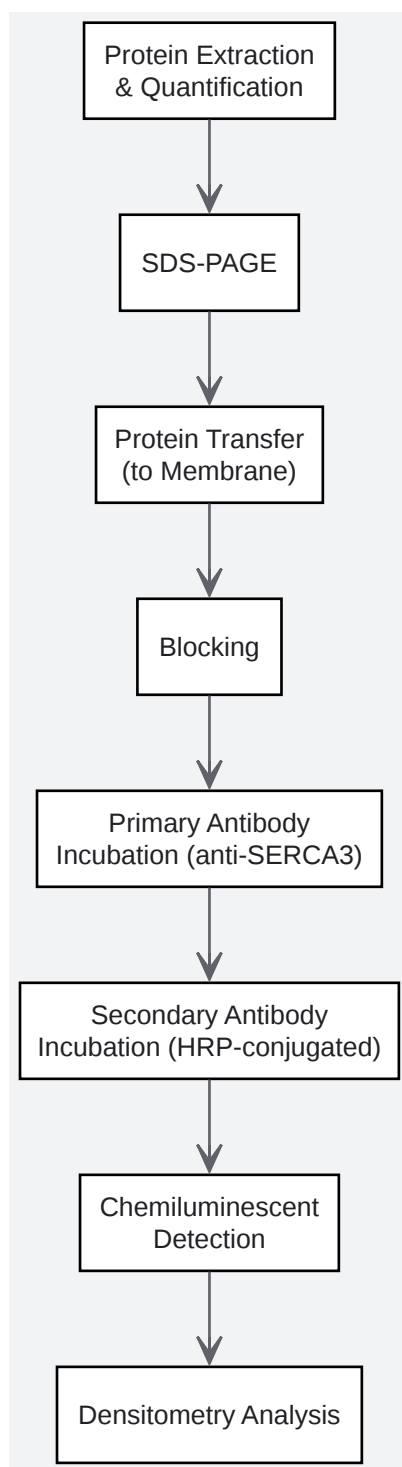 Protein Extraction
& Quantification
SDS-PAGE
Protein Transfer
(to Membrane)
Blocking
Primary Antibody
Incubation (anti-SERCA3)
Secondary Antibody
Incubation (HRP-conjugated)
Chemiluminescent
Detection
Densitometry Analysis